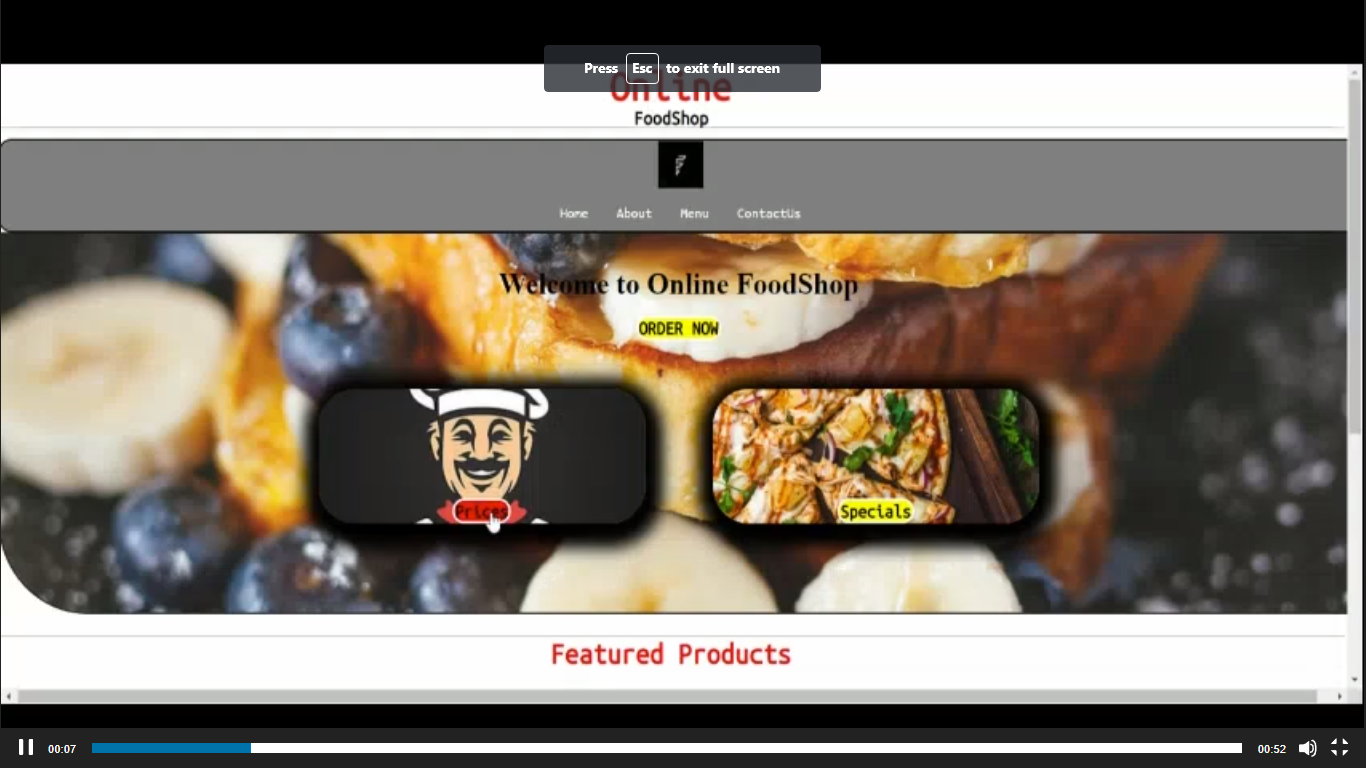 Press Esc to exit full screen
Online
FoodShop
Home About Menu ContactUs
Welcome to Online FoodShop
ORDER NOW
Prices Specials
Featured Products
00:07 00:52